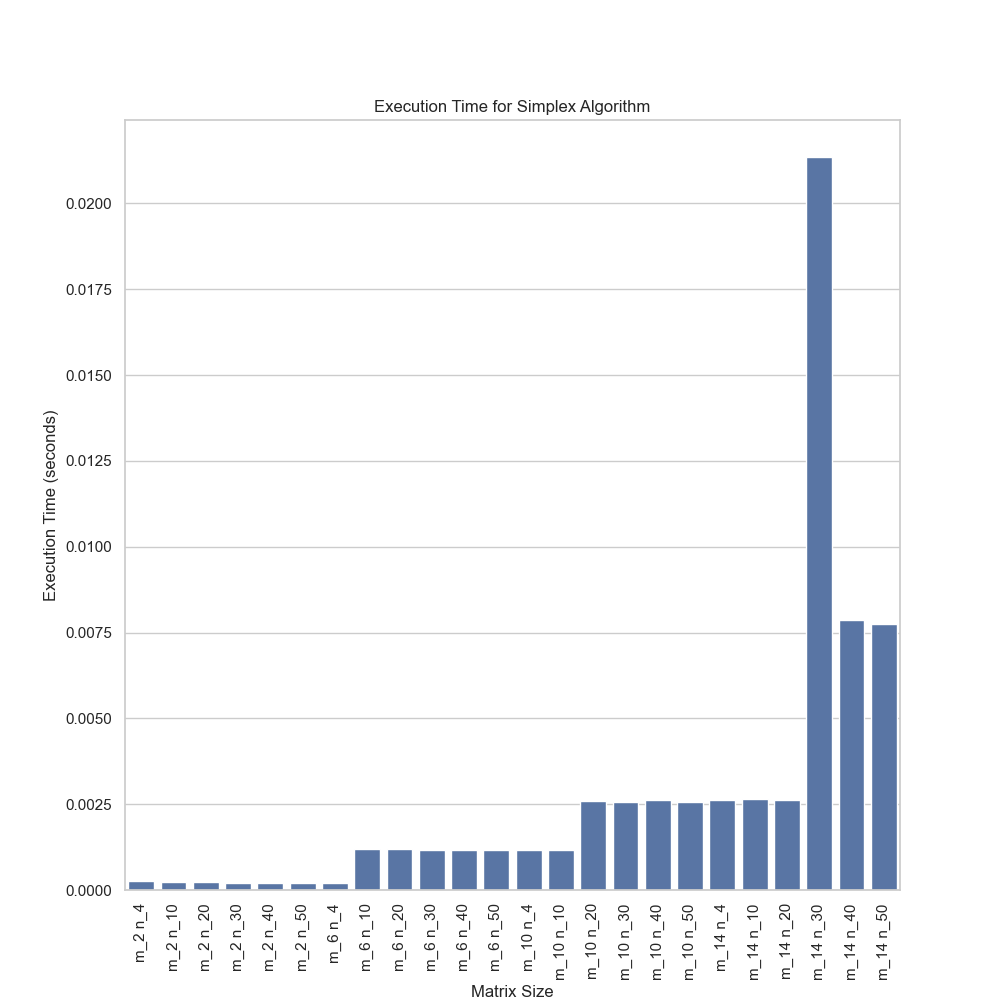 Execution Time for Simplex Algorithm
Execution Time (seconds)
0.0200
0.0175
0.0150
0.0125
0.0100
0.0075
0.0050
0.0025
0.0000
m_2 n_4
m_2 n_10
m_2 n_20
m_2 n_30
m_2 n_40
m_2 n_50
m_6 n_4
m_6 n_10
m_6 n_20
m_6 n_30
m_6 n_40
m_6 n_50
m_10 n_4
m_10 n_10
m_10 n_20
m_10 n_30
m_10 n_40
m_10 n_50
m_14 n_4
m_14 n_10
m_14 n_20
m_14 n_30
m_14 n_40
m_14 n_50
Matrix Size